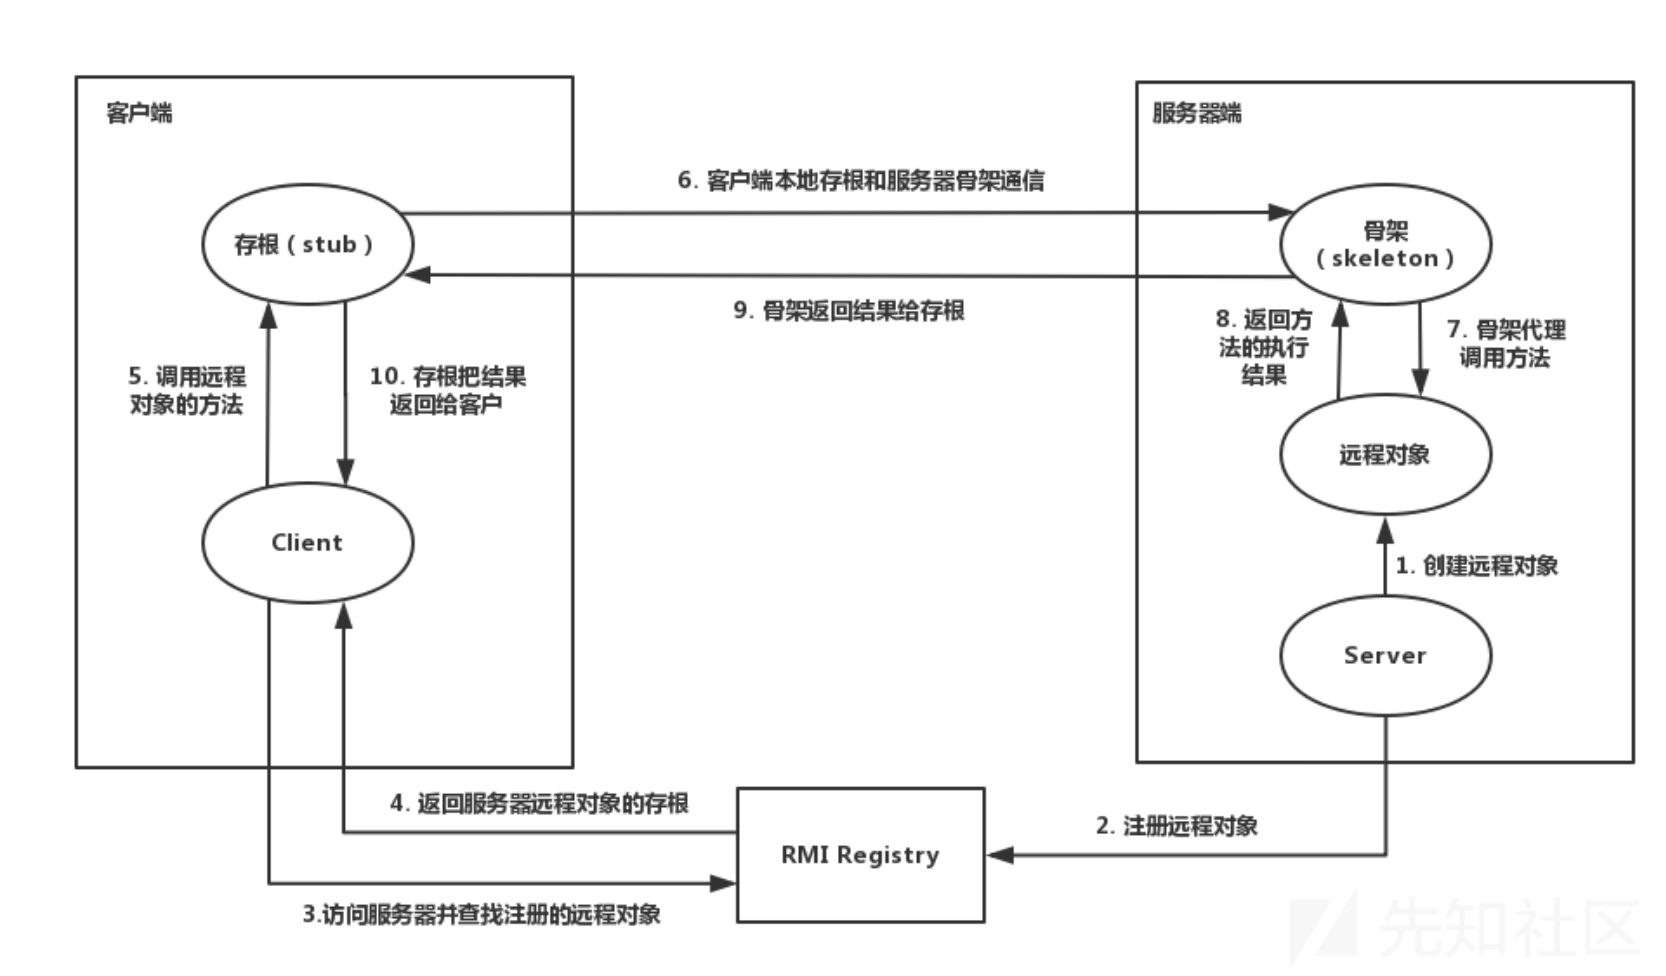 客户端
服务器端
6. 客户端本地存根和服务器骨架通信
存根（stub）
骨架
（skeleton）
9. 骨架返回结果给存根
8. 返回方
法的执行
结果
7. 骨架代理
调用方法
5. 调用远程
对象的方法
10. 存根把结果
返回给客户
远程对象
Client
1. 创建远程对象
Server
4. 返回服务器远程对象的存根
2. 注册远程对象
RMI Registry
3.访问服务器并查找注册的远程对象
先知社区